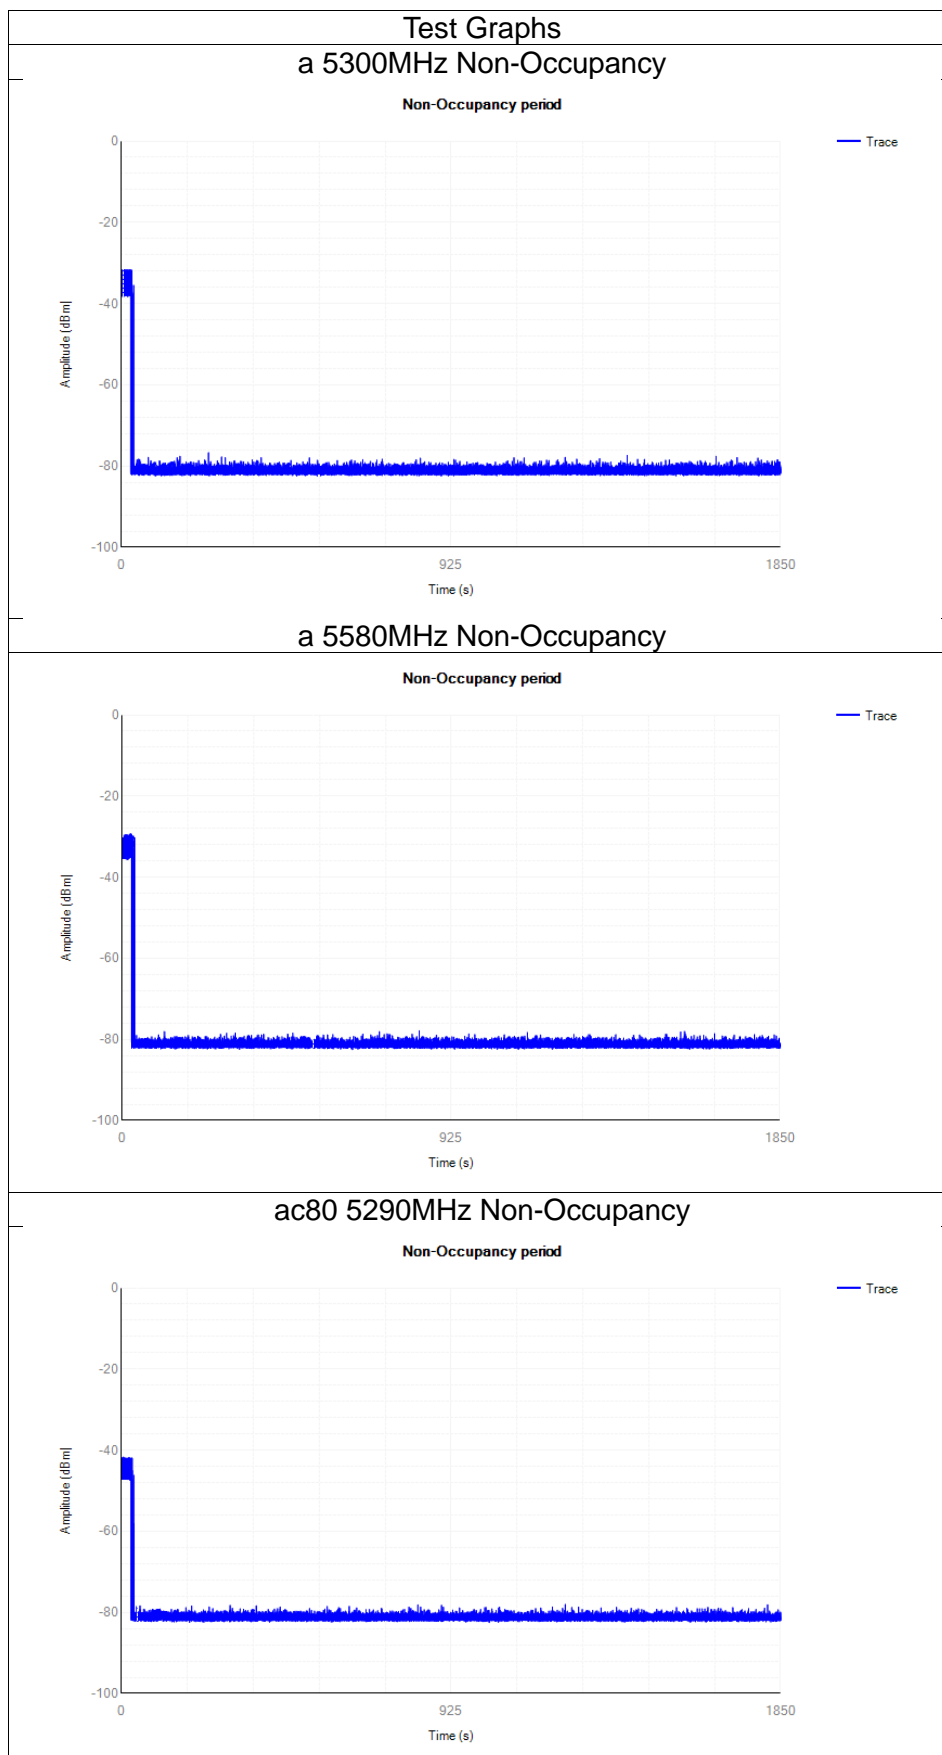 Test Graphs
a 5300MHz Non-Occupancy
Non-Occupancy period
Trace
0
-20
-40
-60
-80
-100
Amplitude [dBm]
0 925 1850
Time (s)
a 5580MHz Non-Occupancy
Non-Occupancy period
Trace
0
-20
-40
-60
-80
-100
Amplitude [dBm]
0 925 1850
Time (s)
ac80 5290MHz Non-Occupancy
Non-Occupancy period
Trace
0
-20
-40
-60
-80
-100
Amplitude [dBm]
0 925 1850
Time (s)